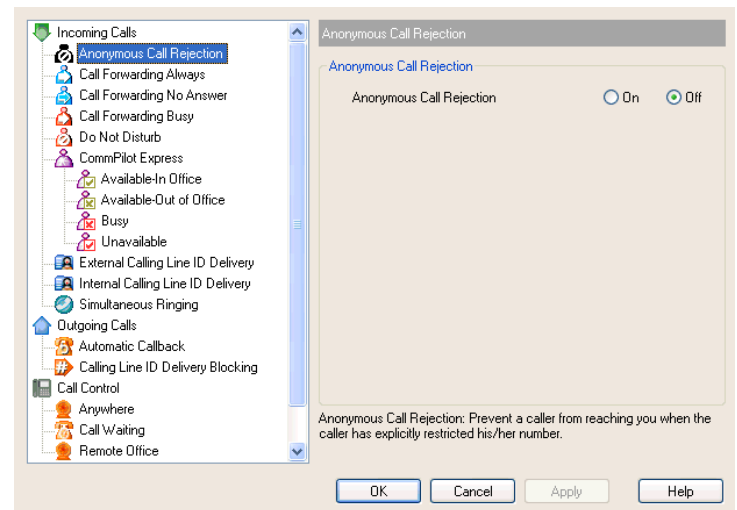 Incoming Calls
Anonymous Call Rejection
Call Forwarding Always
Call Forwarding No Answer
Call Forwarding Busy
Do Not Disturb
CommPilot Express
Available-In Office
Available-Out of Office
Busy
Unavailable
External Calling Line ID Delivery
Internal Calling Line ID Delivery
Simultaneous Ringing
Outgoing Calls
Automatic Callback
Calling Line ID Delivery Blocking
Call Control
Anywhere
Call Waiting
Remote Office
Anonymous Call Rejection
Anonymous Call Rejection
Anonymous Call Rejection On Off
Anonymous Call Rejection: Prevent a caller from reaching you when the
caller has explicitly restricted his/her number.
OK Cancel Apply Help